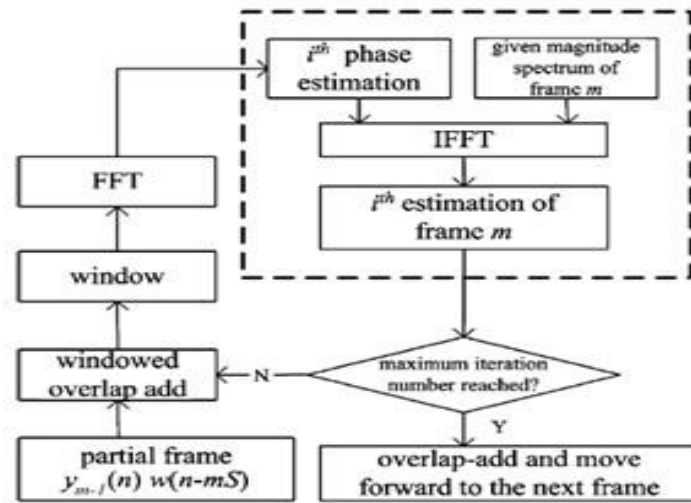 i^th phase
estimation
given magnitude
spectrum of
frame m
IFFT
i^th estimation of
frame m
FFT
window
windowed
overlap add
N
maximum iteration
number reached?
Y
partial frame
y_{m-1}(n) w(n-mS)
overlap-add and move
forward to the next frame